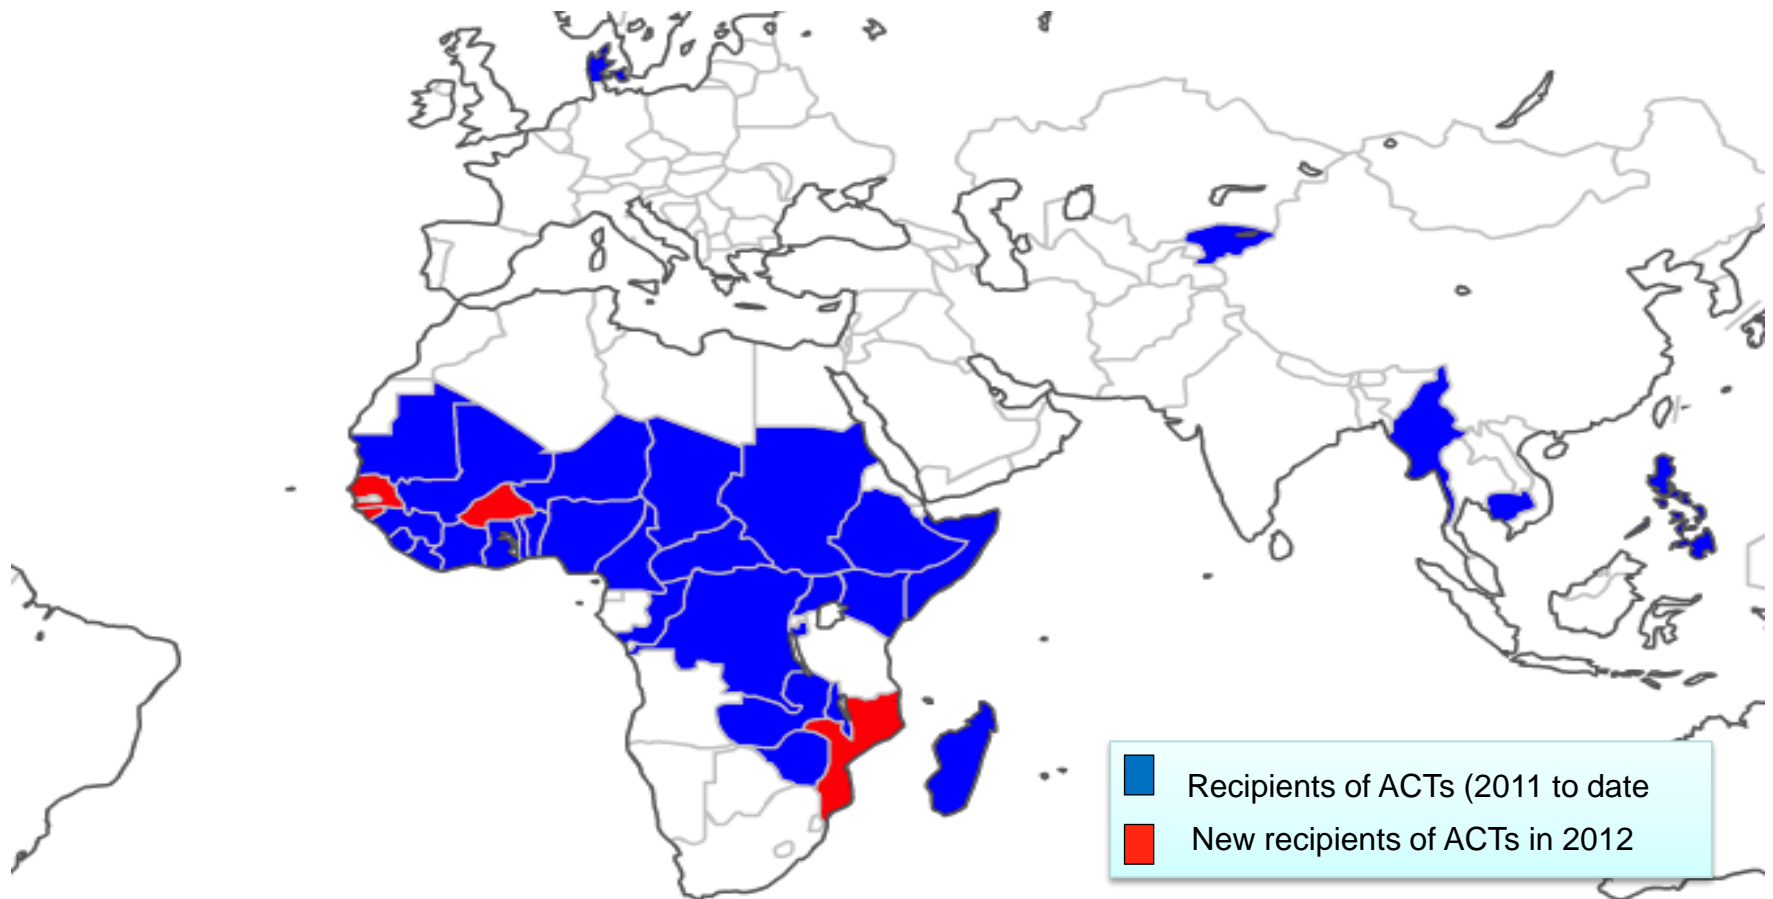 Recipients of ACTs (2011 to date
New recipients of ACTs in 2012